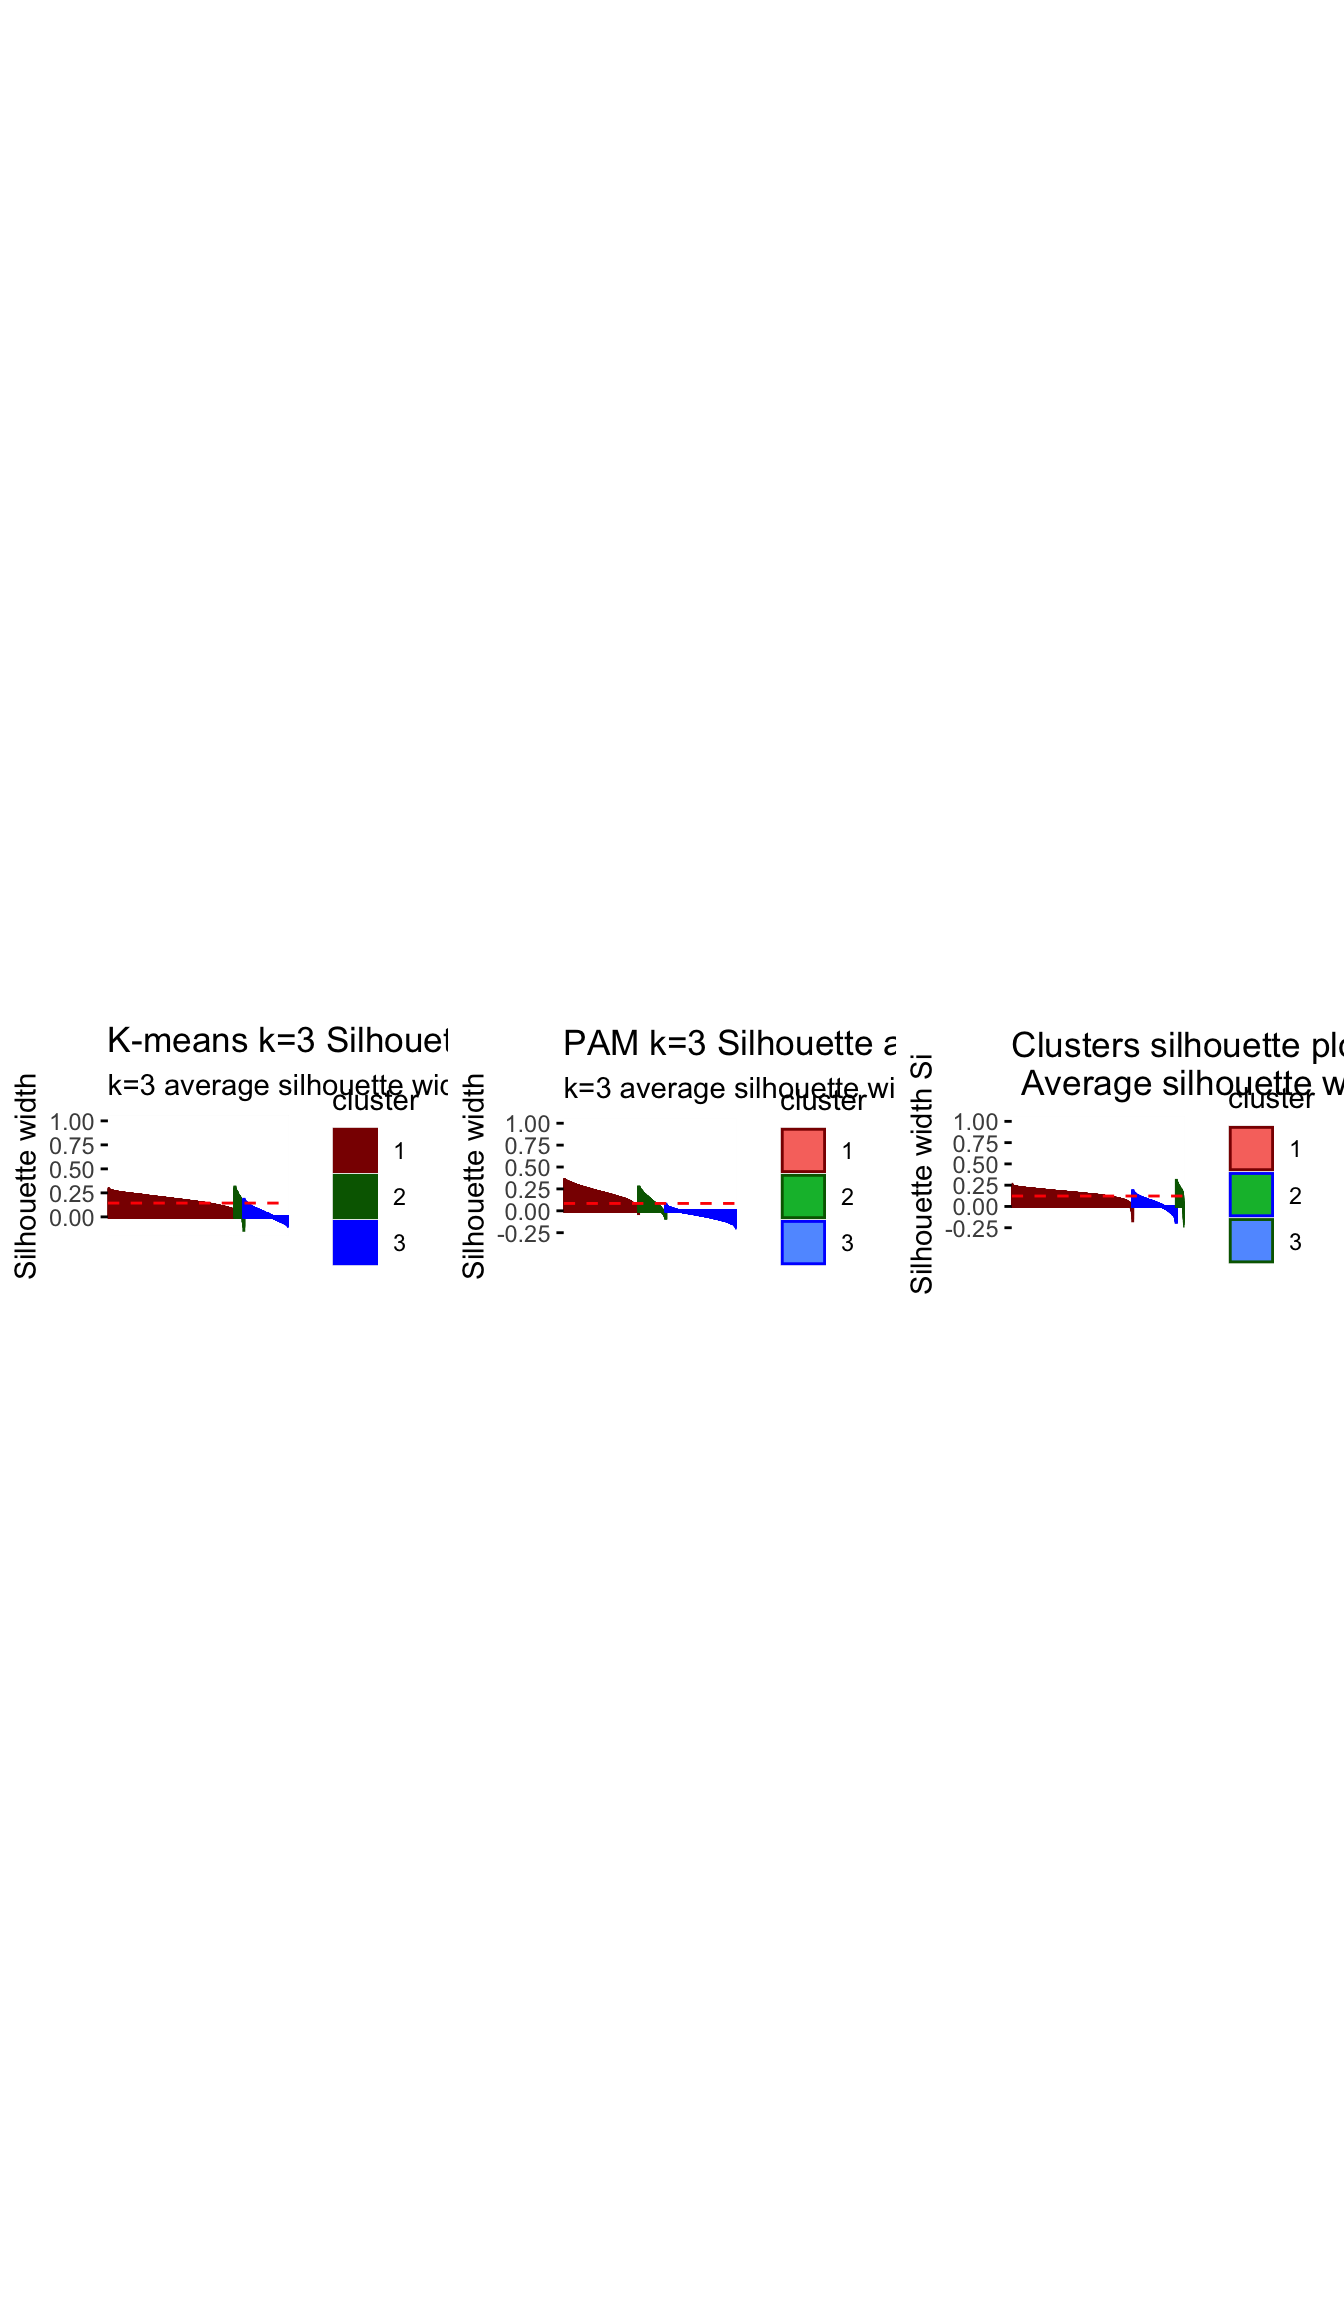 K-means k=3 Silhouet
k=3 average silhouette wid
Silhouette width
1.00
0.75
0.50
0.25
0.00
cluster
1
2
3
PAM k=3 Silhouette a
k=3 average silhouette wi
Silhouette width
1.00
0.75
0.50
0.25
0.00
-0.25
cluster
1
2
3
Clusters silhouette plo
Average silhouette w
Silhouette width Si
1.00
0.75
0.50
0.25
0.00
-0.25
cluster
1
2
3